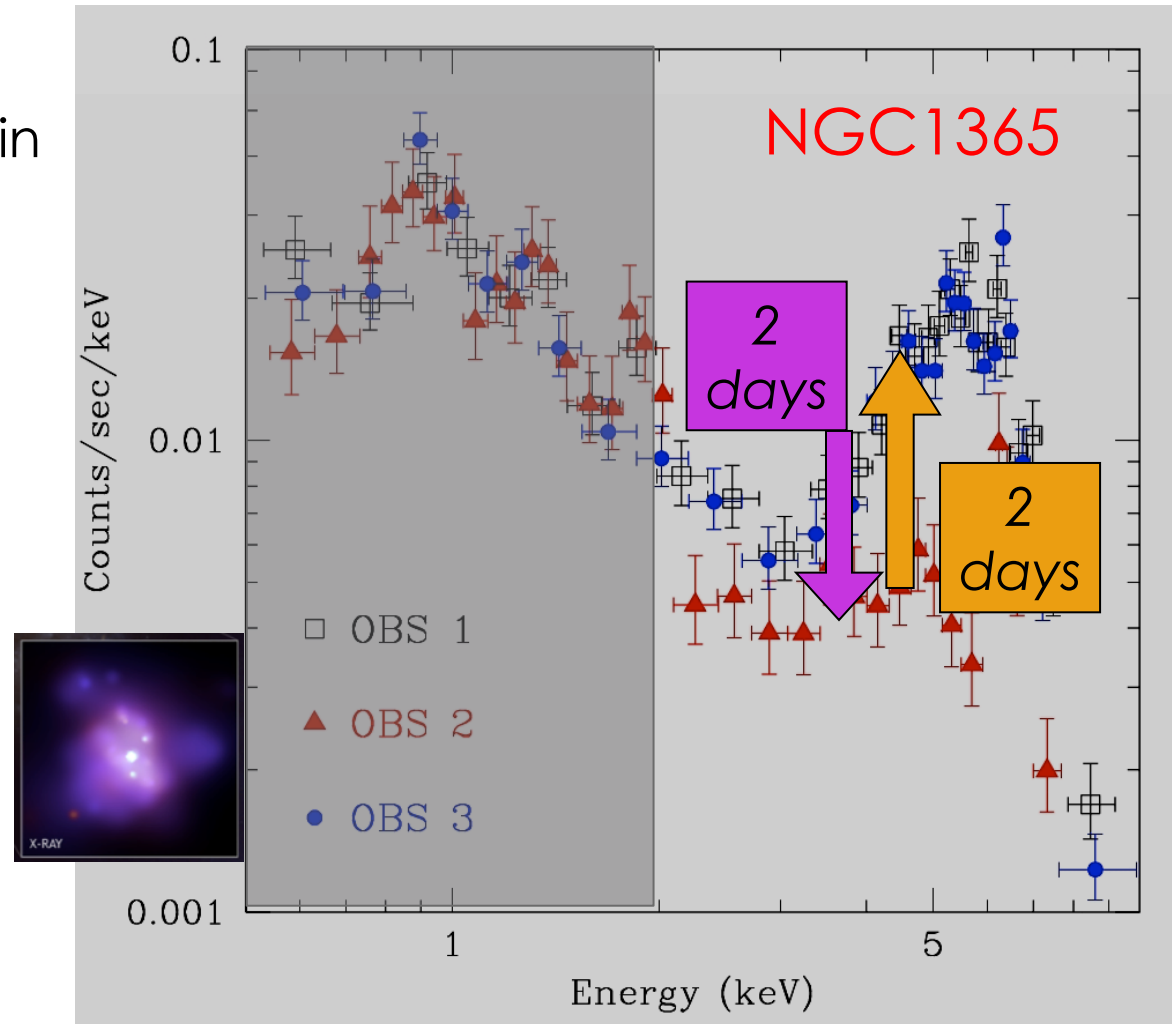 in
0.1
0.01
0.001
Counts/sec/keV
NGC1365
2
days
2
days
OBS 1
OBS 2
OBS 3
X-RAY
1
5
Energy (keV)